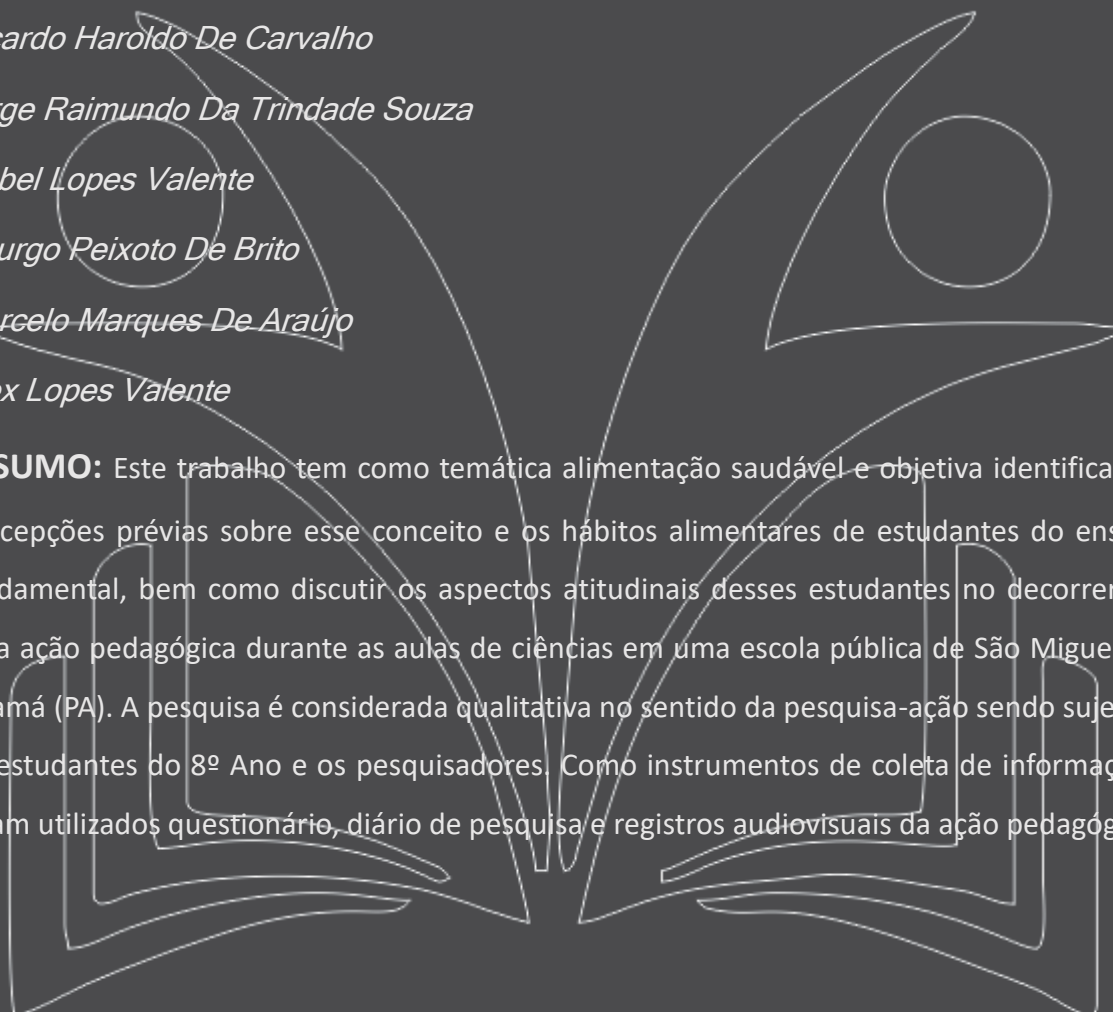 cardo Haroldo De Carvalho
rge Raimundo Da Trindade Souza
bel Lopes Valente
urgo Peixoto De Brito
rcelo Marques De Araújo
x Lopes Valente
SUMO: Este trabalho tem como temática alimentação saudável e objetiva identifica
cepções prévias sobre esse conceito e os hábitos alimentares de estudantes do ens
damental, bem como discutir os aspectos atitudinais desses estudantes no decorrer
a ação pedagógica durante as aulas de ciências em uma escola pública de São Migue
amá (PA). A pesquisa é considerada qualitativa no sentido da pesquisa-ação sendo suje
estudantes do 8º Ano e os pesquisadores. Como instrumentos de coleta de informaç
am utilizados questionário, diário de pesquisa e registros audiovisuais da ação pedagóg